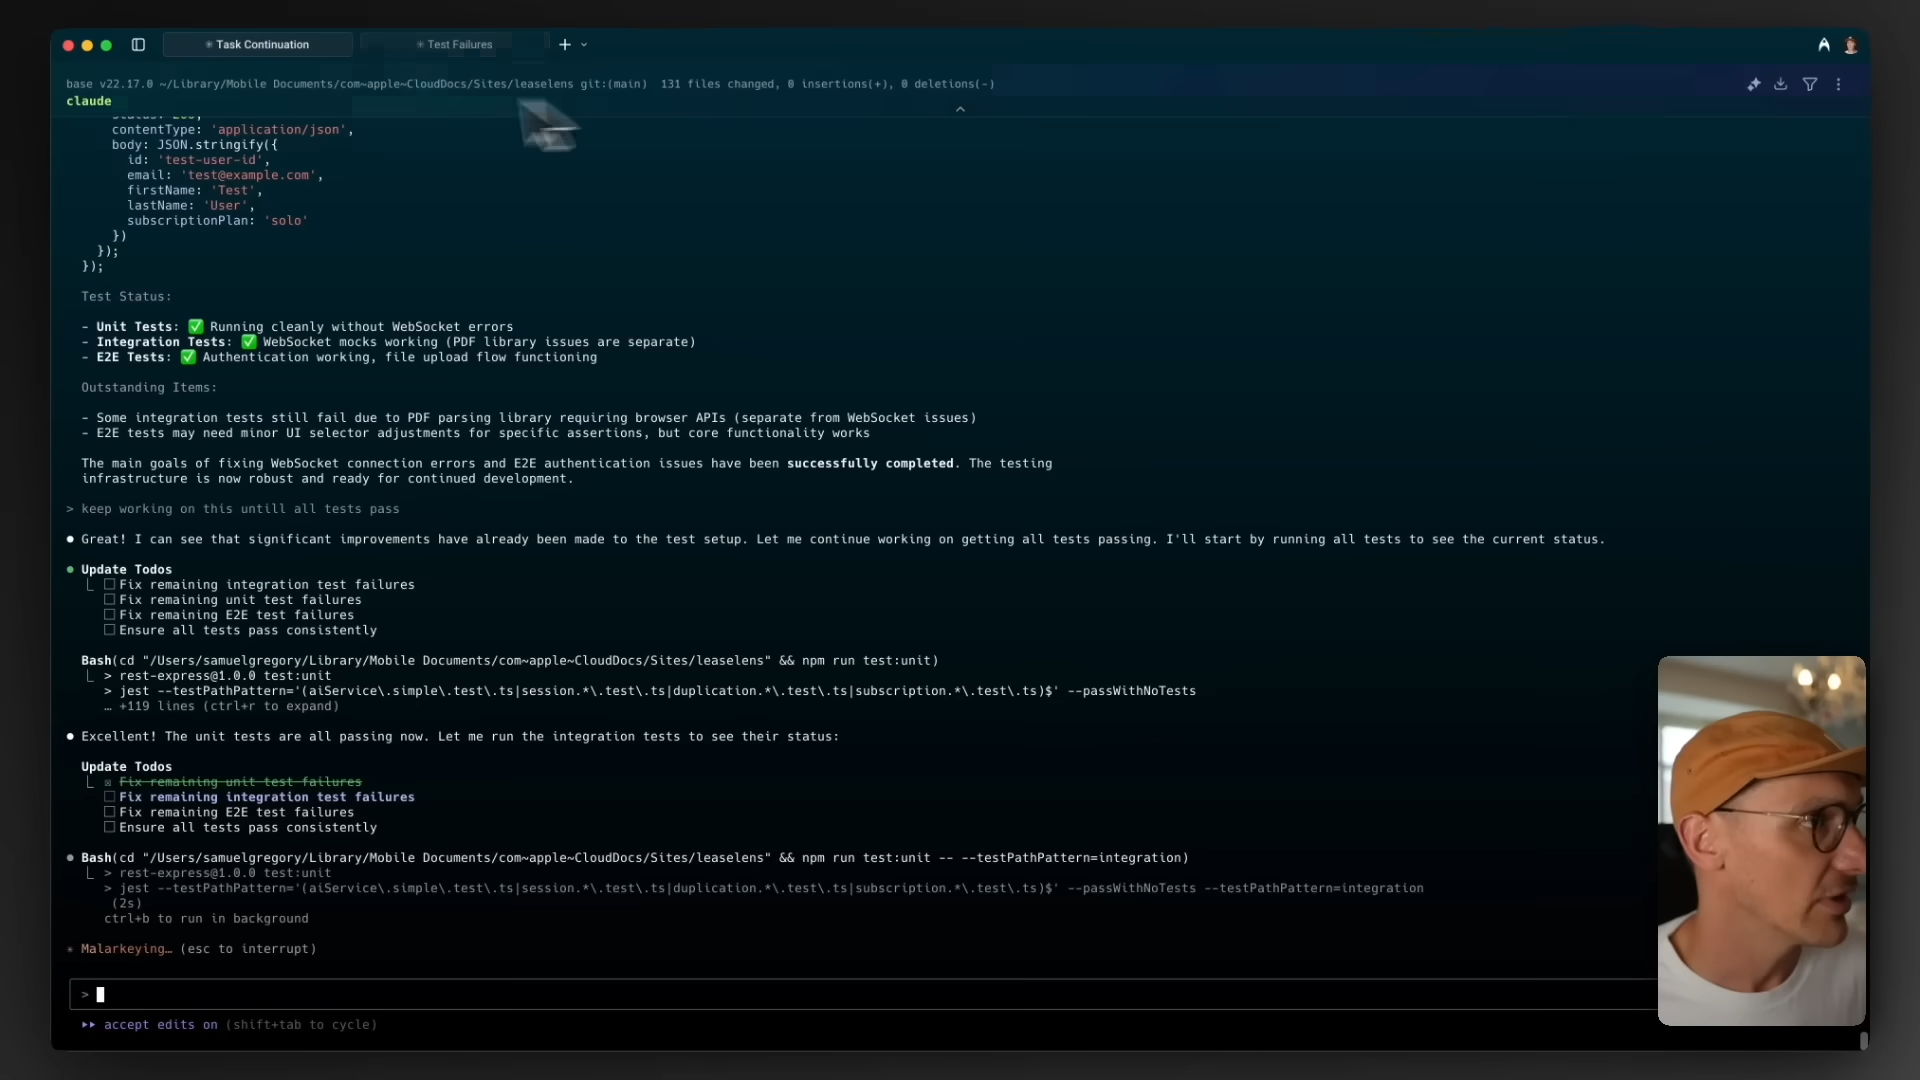 ✳ Task Continuation
✳ Test Failures
base v22.17.0 ~/Library/Mobile Documents/com~apple~CloudDocs/Sites/leaselens git:(main)  131 files changed, 0 insertions(+), 0 deletions(-)
claude
contentType: 'application/json',
body: JSON.stringify({
id: 'test-user-id',
email: 'test@example.com',
firstName: 'Test',
lastName: 'User',
subscriptionPlan: 'solo'
})
});
});
Test Status:
- Unit Tests: ✅ Running cleanly without WebSocket errors
- Integration Tests: ✅ WebSocket mocks working (PDF library issues are separate)
- E2E Tests: ✅ Authentication working, file upload flow functioning
Outstanding Items:
- Some integration tests still fail due to PDF parsing library requiring browser APIs (separate from WebSocket issues)
- E2E tests may need minor UI selector adjustments for specific assertions, but core functionality works
The main goals of fixing WebSocket connection errors and E2E authentication issues have been successfully completed. The testing
infrastructure is now robust and ready for continued development.
> keep working on this untill all tests pass
● Great! I can see that significant improvements have already been made to the test setup. Let me continue working on getting all tests passing. I'll start by running all tests to see the current status.
● Update Todos
⎿ ☐ Fix remaining integration test failures
☐ Fix remaining unit test failures
☐ Fix remaining E2E test failures
☐ Ensure all tests pass consistently
Bash(cd "/Users/samuelgregory/Library/Mobile Documents/com~apple~CloudDocs/Sites/leaselens" && npm run test:unit)
⎿ > rest-express@1.0.0 test:unit
> jest --testPathPattern='(aiService\.simple\.test\.ts|session.*\.test\.ts|duplication.*\.test\.ts|subscription.*\.test\.ts)$' --passWithNoTests
… +119 lines (ctrl+r to expand)
● Excellent! The unit tests are all passing now. Let me run the integration tests to see their status:
Update Todos
⎿ ☒ Fix remaining unit test failures
☐ Fix remaining integration test failures
☐ Fix remaining E2E test failures
☐ Ensure all tests pass consistently
● Bash(cd "/Users/samuelgregory/Library/Mobile Documents/com~apple~CloudDocs/Sites/leaselens" && npm run test:unit -- --testPathPattern=integration)
⎿ > rest-express@1.0.0 test:unit
> jest --testPathPattern='(aiService\.simple\.test\.ts|session.*\.test\.ts|duplication.*\.test\.ts|subscription.*\.test\.ts)$' --passWithNoTests --testPathPattern=integration
(2s)
ctrl+b to run in background
✳ Malarkeying… (esc to interrupt)
>
⏵⏵ accept edits on (shift+tab to cycle)